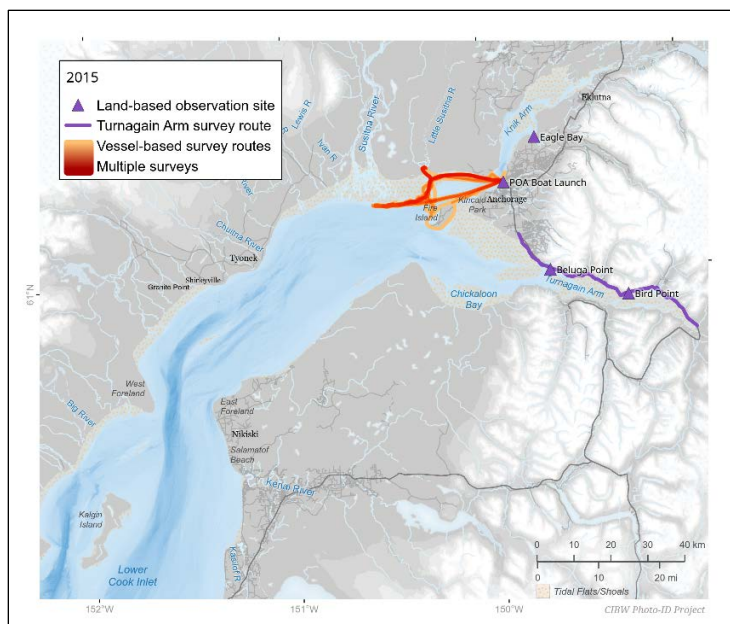 2015
Land-based observation site
Turnagain Arm survey route
Vessel-based survey routes
Multiple surveys
Lewis R
Ivan R
Susitna River
Little Susitna R
Knik Arm
Eklutna
Eagle Bay
POA Boat Launch
Anchorage
Kincaid
Park
Fire
Island
River
Chuitna River
Tyonek
Shirleyville
Granite Point
Beluga Point
Turnagain Arm
Bird Point
Chickaloon
Bay
61°N
West
Foreland
Big River
East
Foreland
Nikiski
Salamatof
Beach
Kenai River
Kalgin
Island
Kasilof R
Lower
Cook Inlet
0 10 20 30 40 km
0 10 20 mi
Tidal Flats/Shoals
CIBW Photo-ID Project
152°W
151°W
150°W